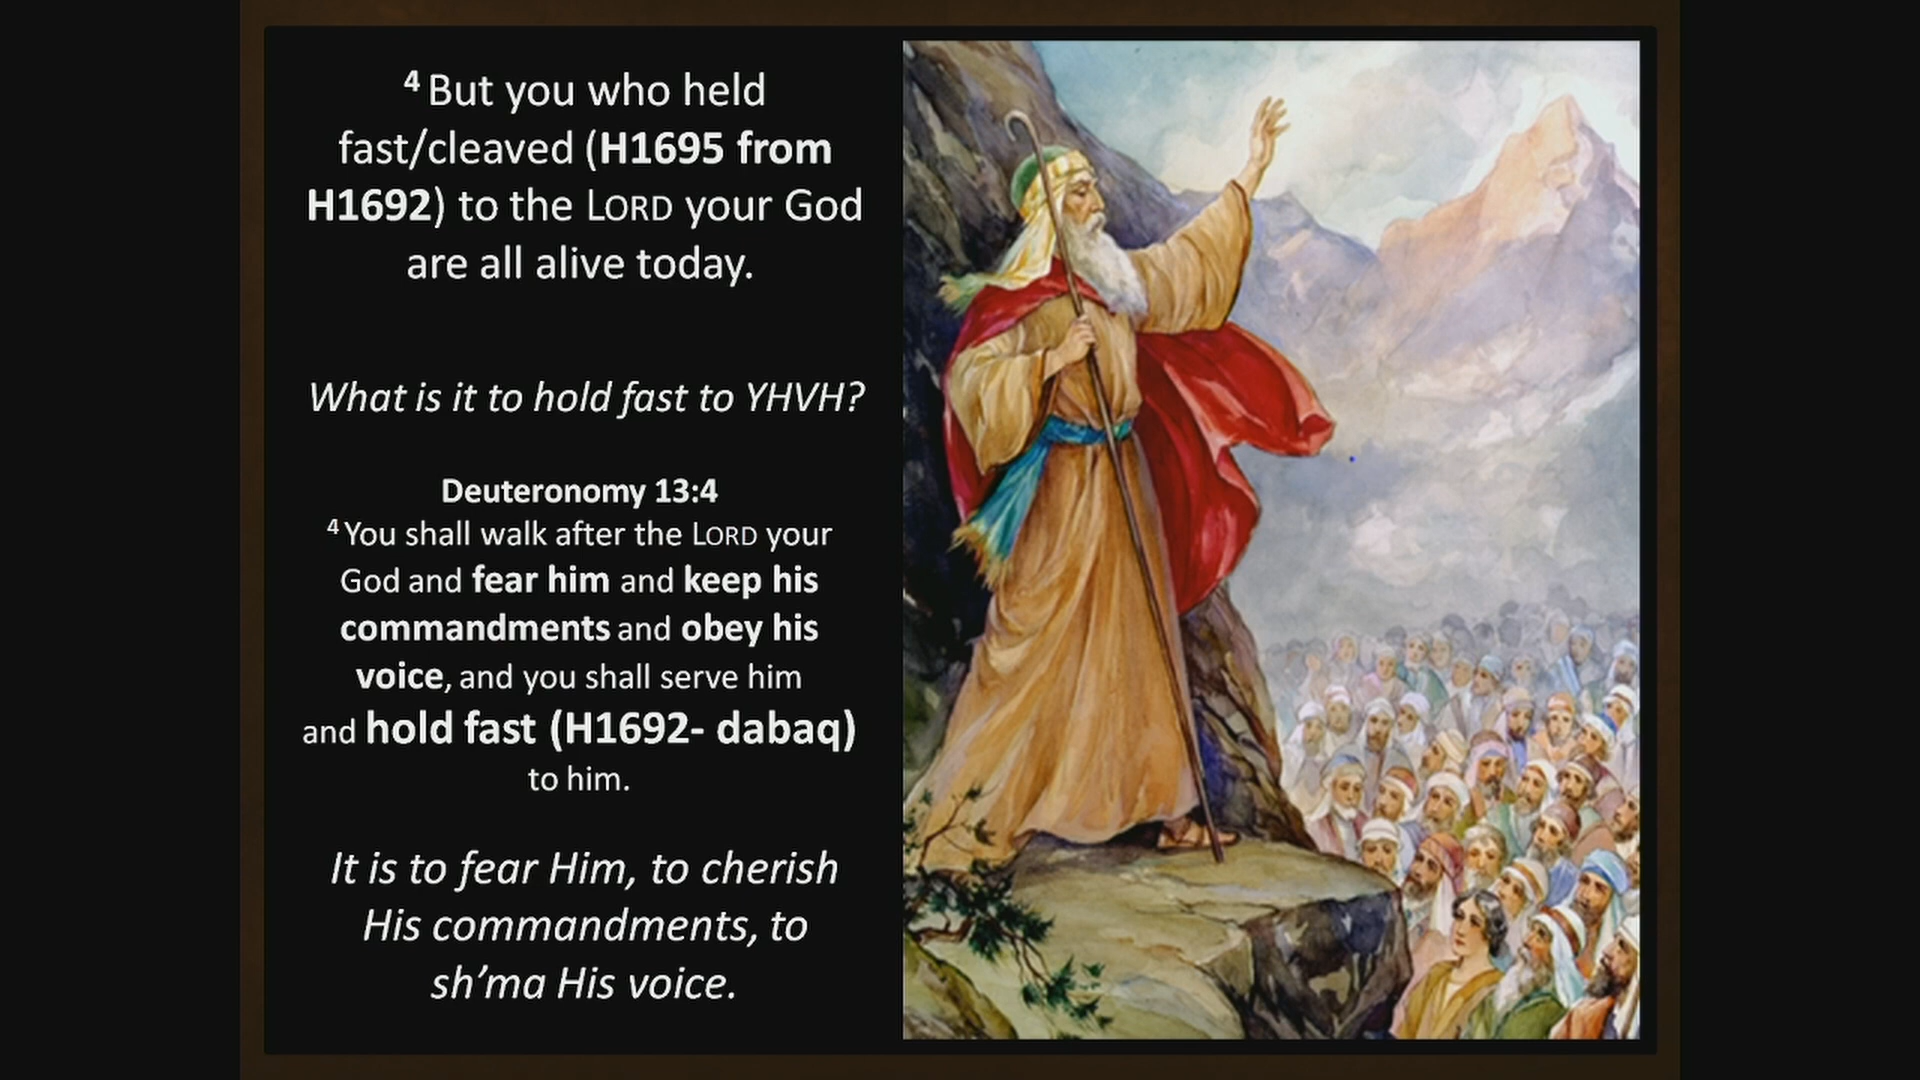 4 But you who held
fast/cleaved (H1695 from
H1692) to the LORD your God
are all alive today.
What is it to hold fast to YHVH?
Deuteronomy 13:4
4 You shall walk after the LORD your
God and fear him and keep his
commandments and obey his
voice, and you shall serve him
and hold fast (H1692- dabaq)
to him.
It is to fear Him, to cherish
His commandments, to
sh’ma His voice.